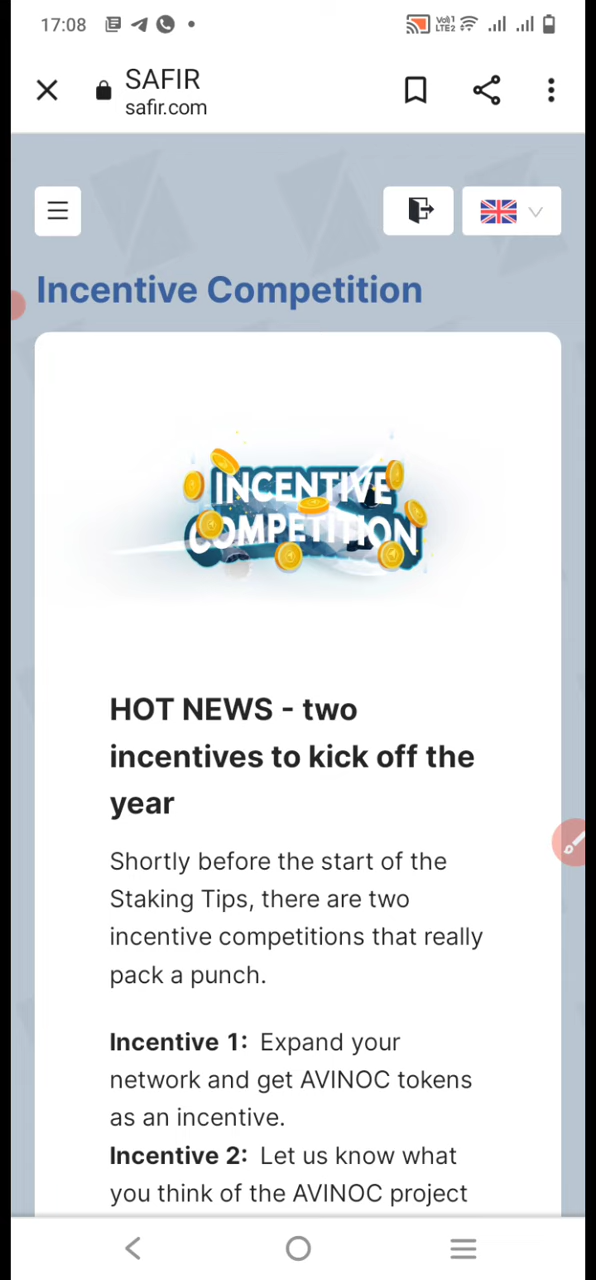 17:08
Vo)) 1
LTE2
SAFIR
safir.com
Incentive Competition
INCENTIVE
COMPETITION
HOT NEWS - two
incentives to kick off the
year
Shortly before the start of the
Staking Tips, there are two
incentive competitions that really
pack a punch.
Incentive 1: Expand your
network and get AVINOC tokens
as an incentive.
Incentive 2: Let us know what
you think of the AVINOC project